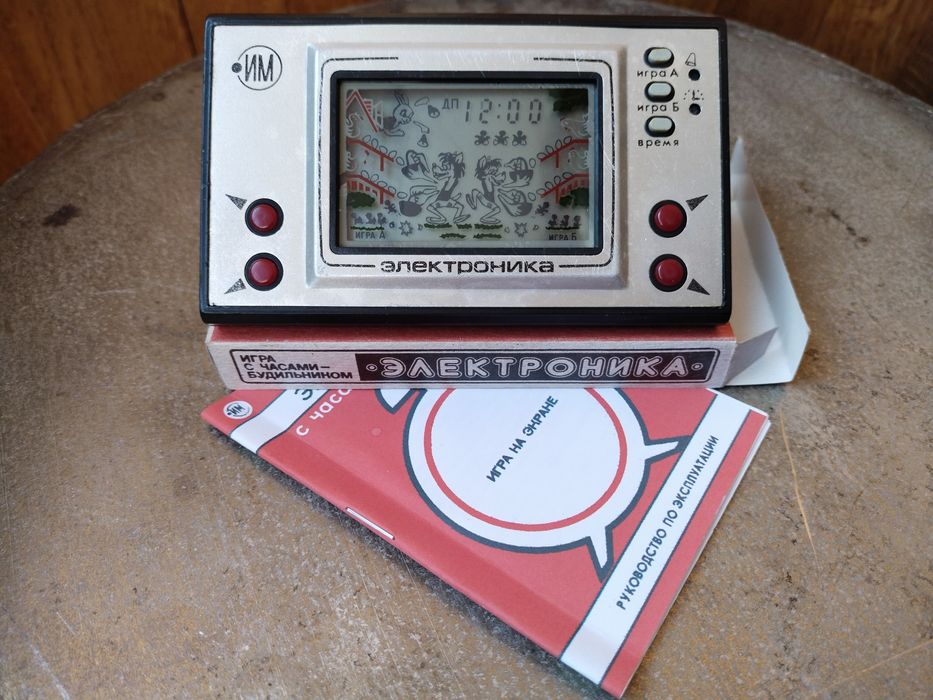 ИМ
игра А
игра Б
время
ДП 12:00
ИГРА А
ИГРА Б
электроника
ИГРА
С ЧАСАМИ–
БУДИЛЬНИКОМ
·ЭЛЕКТРОНИКА·
ИМ
Э
с час
ИГРА НА ЭКРАНЕ
РУКОВОДСТВО ПО ЭКСПЛУАТАЦИИ